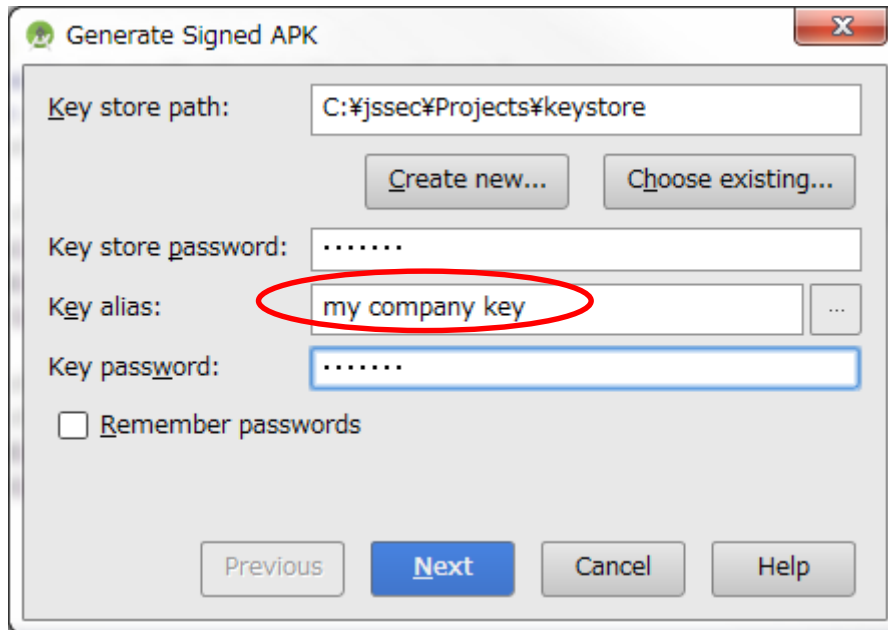 Generate Signed APK
Key store path: C:¥jssec¥Projects¥keystore
Create new... Choose existing...
Key store password: ·······
Key alias: my company key ...
Key password: ·······
Remember passwords
Previous Next Cancel Help